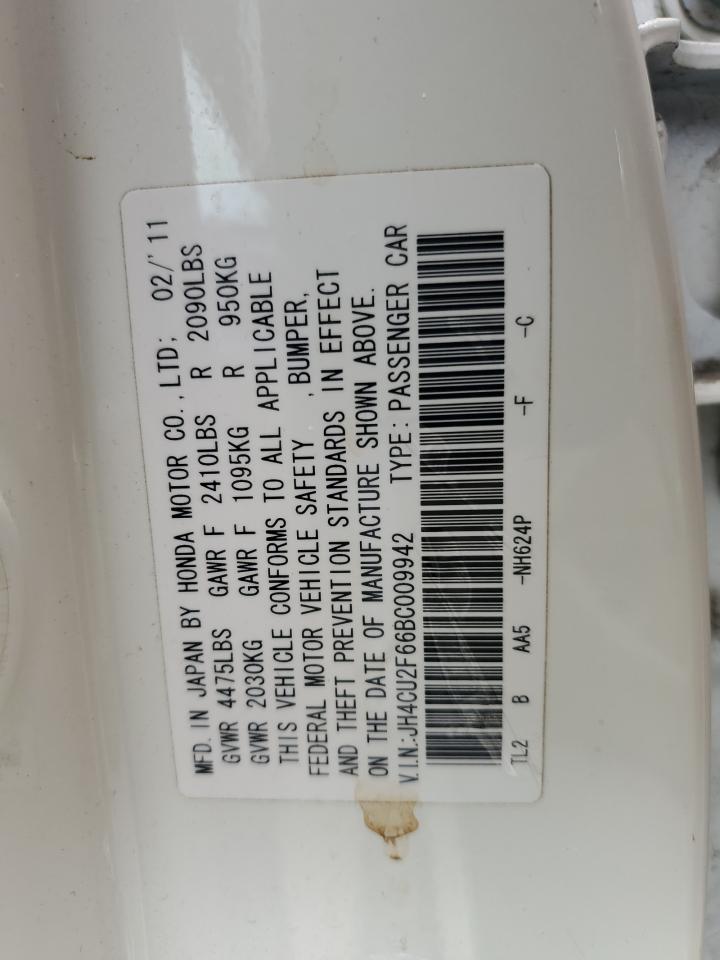 MFD. IN JAPAN BY HONDA MOTOR CO.,LTD; 02/'11
GVWR 4475LBS GAWR F 2410LBS R 2090LBS
GVWR 2030KG GAWR F 1095KG R 950KG
THIS VEHICLE CONFORMS TO ALL APPLICABLE
FEDERAL MOTOR VEHICLE SAFETY ,BUMPER,
AND THEFT PREVENTION STANDARDS IN EFFECT
ON THE DATE OF MANUFACTURE SHOWN ABOVE.
V.I.N.:JH4CU2F66BC009942 TYPE:PASSENGER CAR
TL2 B AA5 -NH624P -F -C